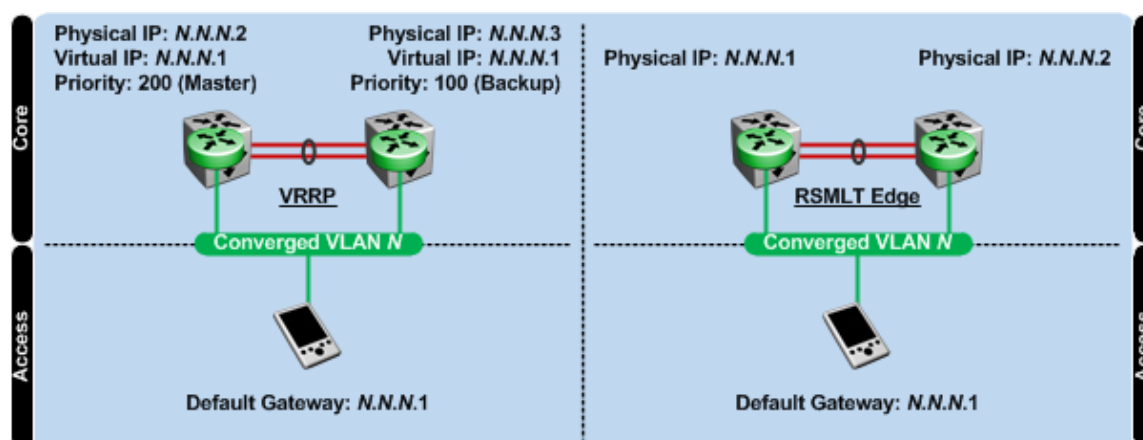 Core
Physical IP: N.N.N.2
Virtual IP: N.N.N.1
Priority: 200 (Master)
Physical IP: N.N.N.3
Virtual IP: N.N.N.1
Priority: 100 (Backup)
VRRP
Converged VLAN N
Access
Default Gateway: N.N.N.1
Physical IP: N.N.N.1
Physical IP: N.N.N.2
RSMLT Edge
Converged VLAN N
Default Gateway: N.N.N.1